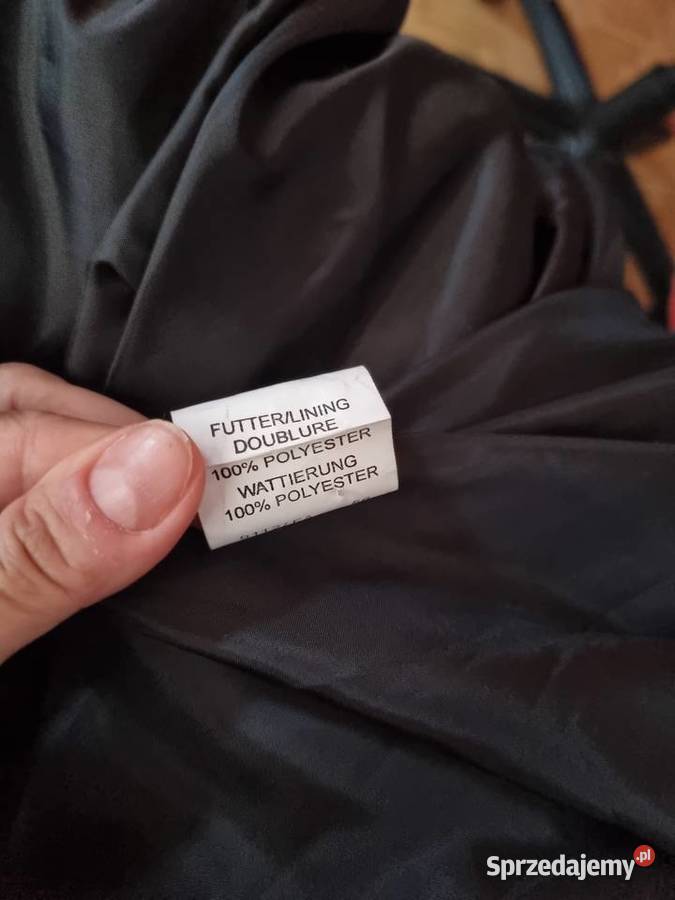 FUTTER/LINING
DOUBLURE
100% POLYESTER
WATTIERUNG
100% POLYESTER
Sprzedajemy.pl